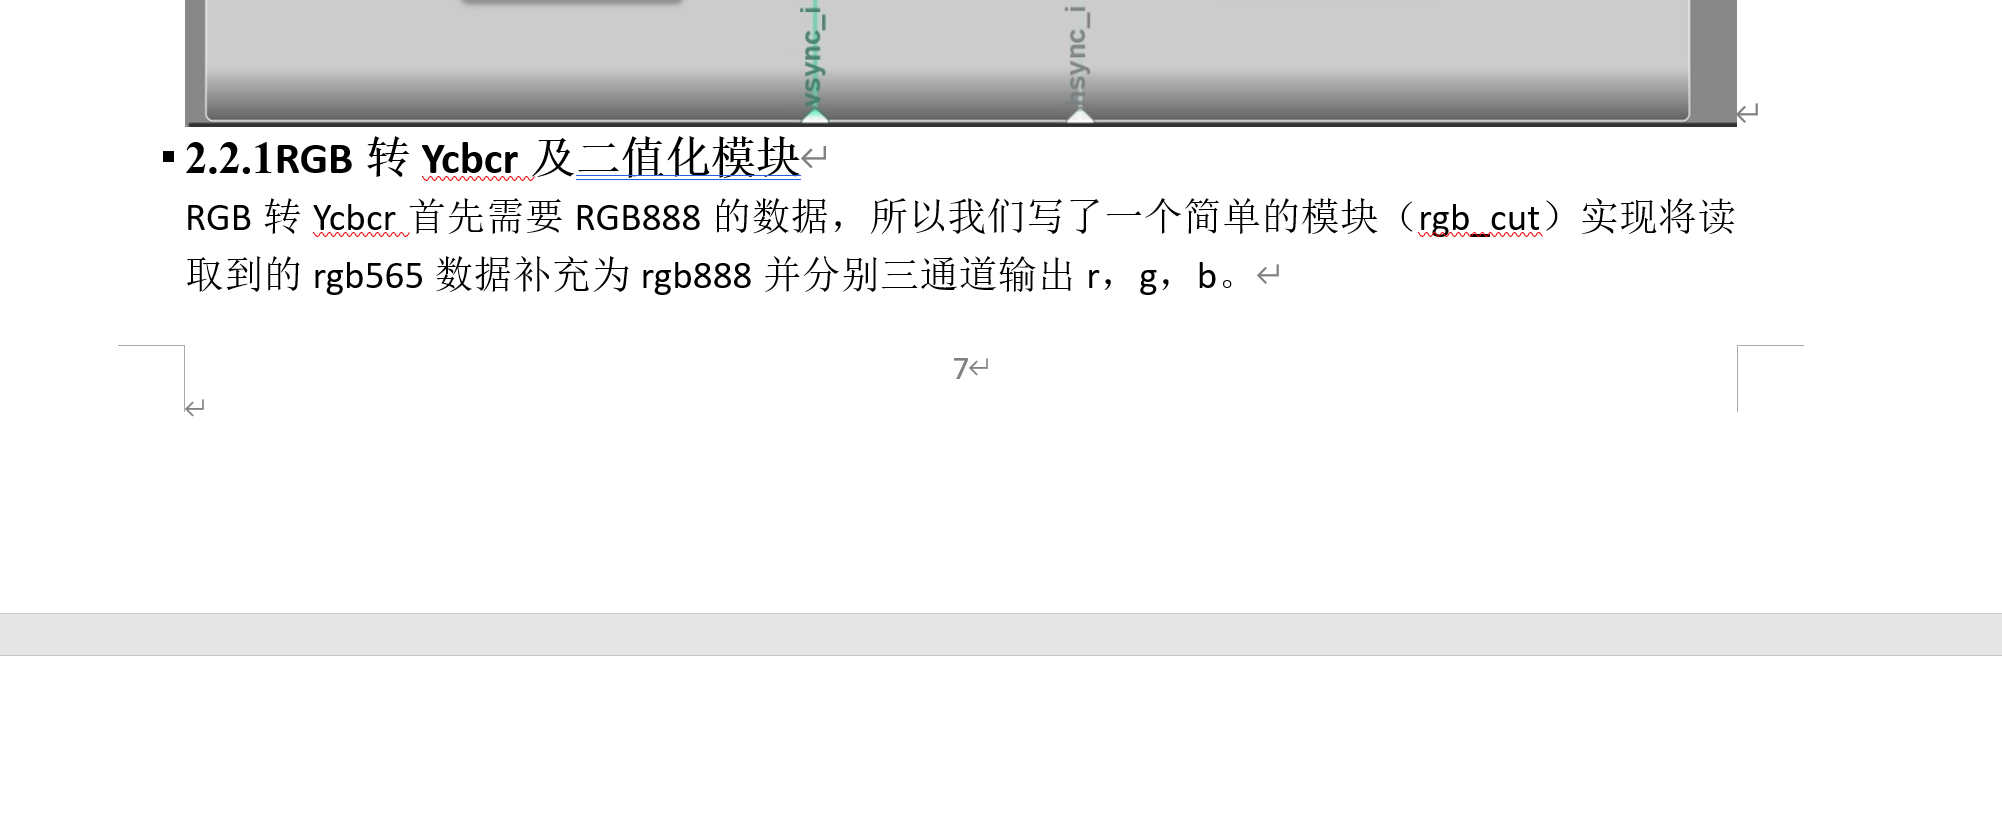 vsync_i
hsync_i
2.2.1RGB 转 Ycbcr 及二值化模块
RGB 转 Ycbcr 首先需要 RGB888 的数据，所以我们写了一个简单的模块（rgb_cut）实现将读
取到的 rgb565 数据补充为 rgb888 并分别三通道输出 r，g，b。
7